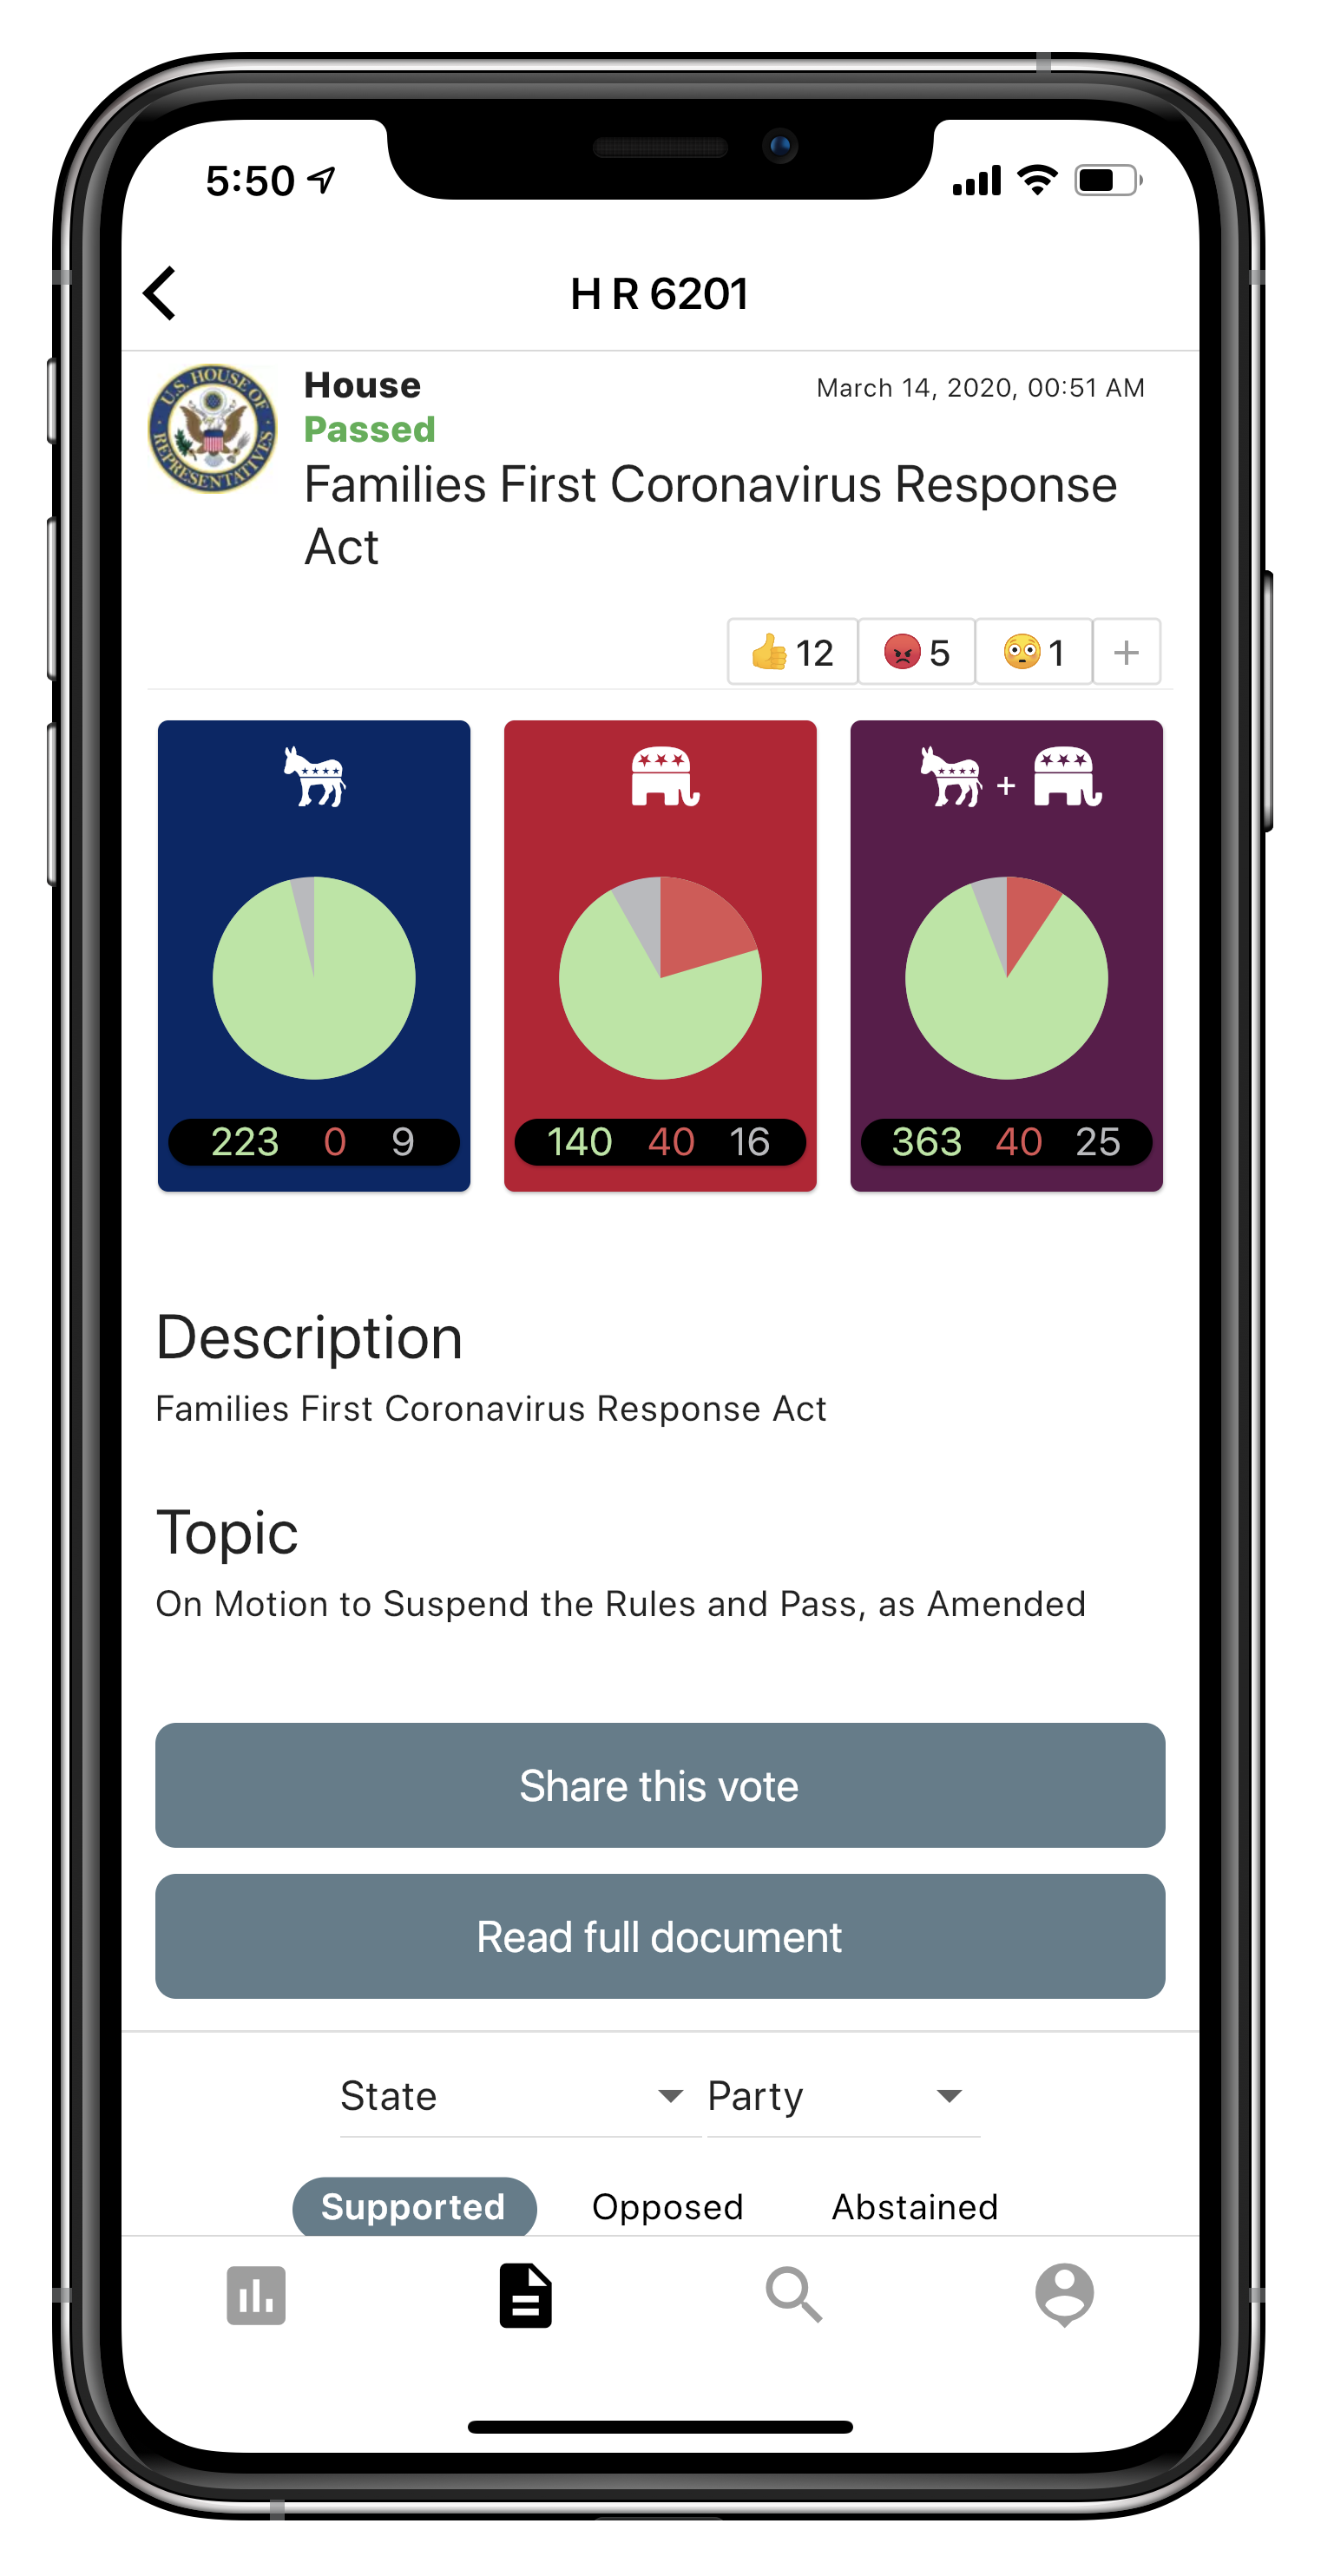 5:50
H R 6201
U.S. HOUSE OF REPRESENTATIVES
House
March 14, 2020, 00:51 AM
Passed
Families First Coronavirus Response
Act
👍 12 😡 5 😳 1 +
+
223 0 9
140 40 16
363 40 25
Description
Families First Coronavirus Response Act
Topic
On Motion to Suspend the Rules and Pass, as Amended
Share this vote
Read full document
State
Party
Supported Opposed Abstained